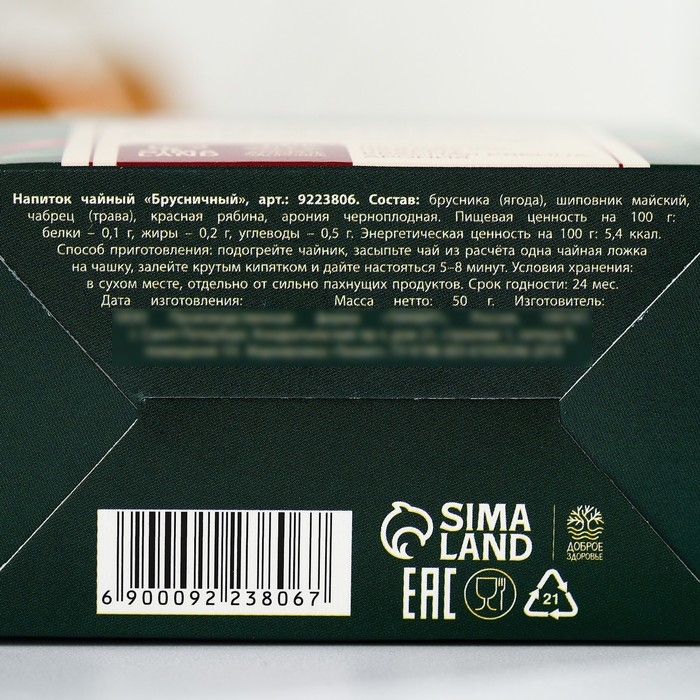 Напиток чайный «Брусничный», арт.: 9223806. Состав: брусника (ягода), шиповник майский,
чабрец (трава), красная рябина, арония черноплодная. Пищевая ценность на 100 г:
белки – 0,1 г, жиры – 0,2 г, углеводы – 0,5 г. Энергетическая ценность на 100 г: 5,4 ккал.
Способ приготовления: подогрейте чайник, засыпьте чай из расчёта одна чайная ложка
на чашку, залейте крутым кипятком и дайте настояться 5–8 минут. Условия хранения:
в сухом месте, отдельно от сильно пахнущих продуктов. Срок годности: 24 мес.
Дата изготовления: Масса нетто: 50 г. Изготовитель:
6 900092 238067
SIMA
LAND
ДОБРОЕ
ЗДОРОВЬЕ
EAC
21